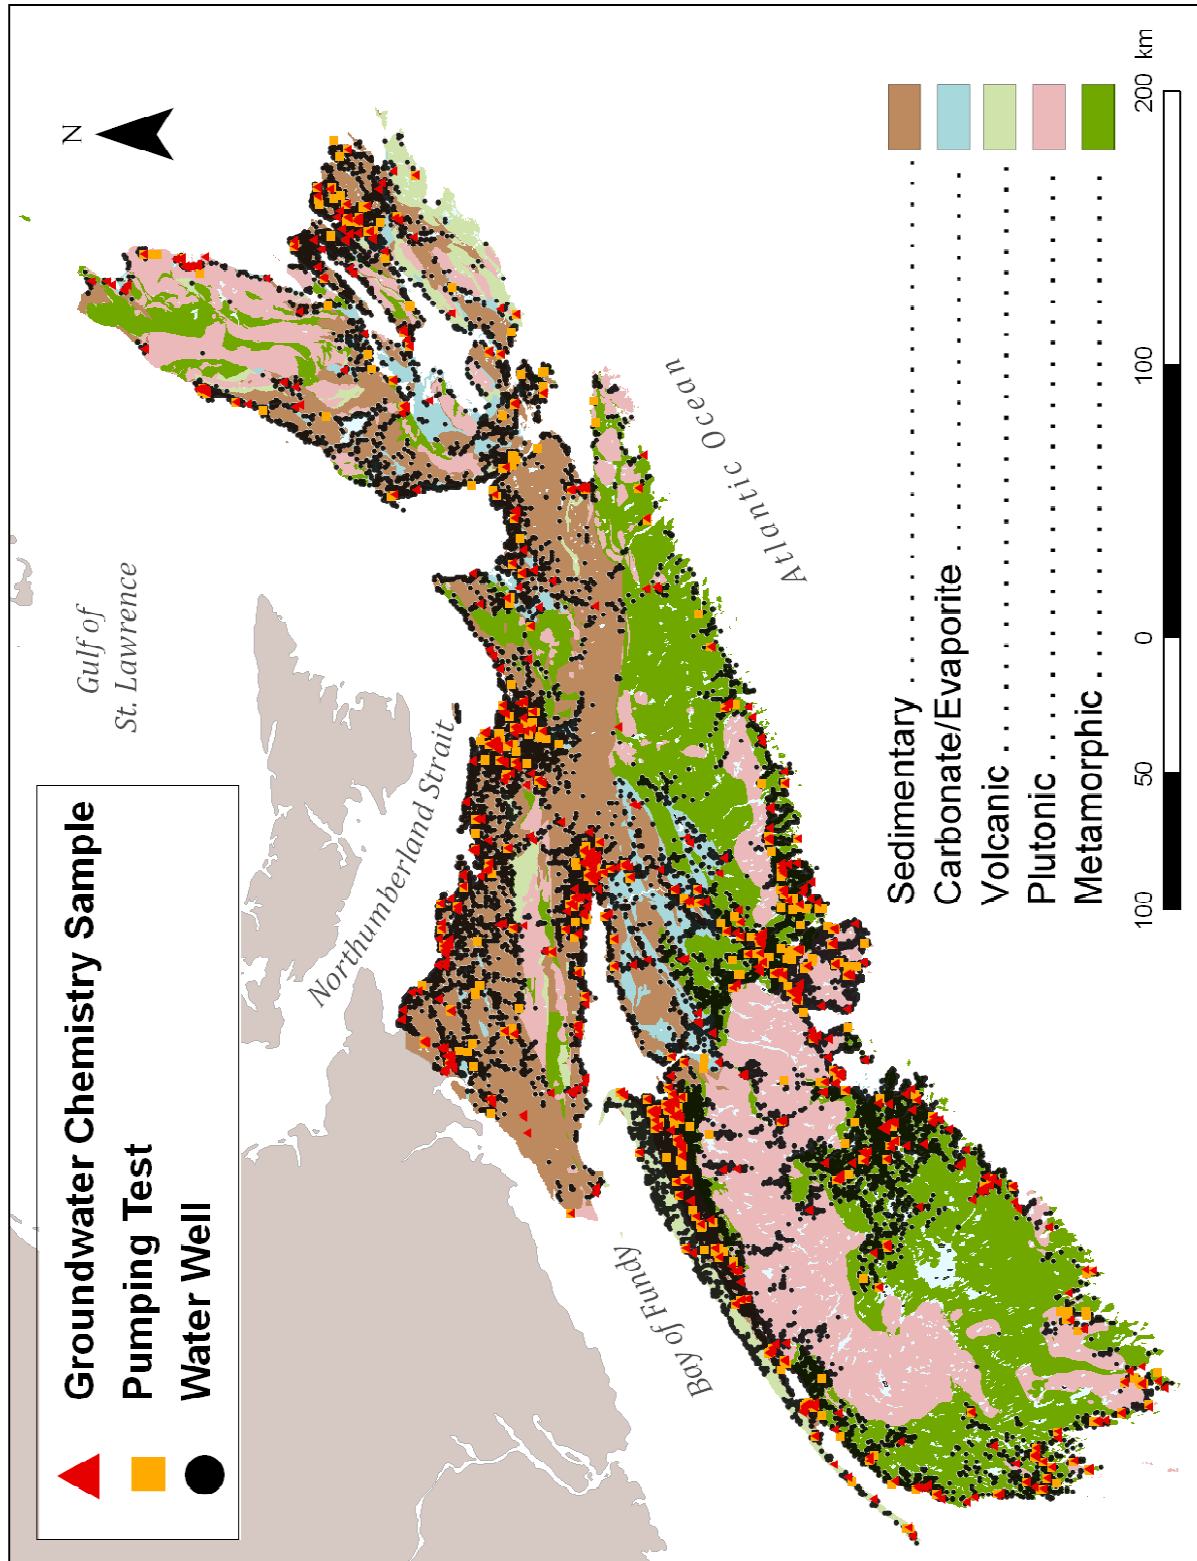 Groundwater Chemistry Sample
Pumping Test
Water Well
N
Gulf of
St. Lawrence
Northumberland Strait
Atlantic Ocean
Bay of Fundy
Sedimentary
Carbonate/Evaporite
Volcanic
Plutonic
Metamorphic
100 50 0 100 200 km